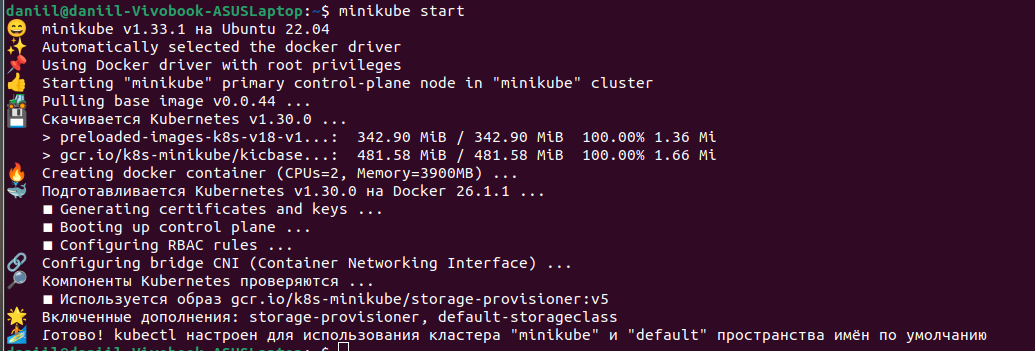 daniil@daniil-Vivobook-ASUSLaptop:~$ minikube start
😄 minikube v1.33.1 на Ubuntu 22.04
✨ Automatically selected the docker driver
📌 Using Docker driver with root privileges
👍 Starting "minikube" primary control-plane node in "minikube" cluster
🚜 Pulling base image v0.0.44 ...
💾 Скачивается Kubernetes v1.30.0 ...
> preloaded-images-k8s-v18-v1...: 342.90 MiB / 342.90 MiB 100.00% 1.36 Mi
> gcr.io/k8s-minikube/kicbase...: 481.58 MiB / 481.58 MiB 100.00% 1.66 Mi
🔥 Creating docker container (CPUs=2, Memory=3900MB) ...
🐳 Подготавливается Kubernetes v1.30.0 на Docker 26.1.1 ...
■ Generating certificates and keys ...
■ Booting up control plane ...
■ Configuring RBAC rules ...
🔗 Configuring bridge CNI (Container Networking Interface) ...
🔎 Компоненты Kubernetes проверяются ...
■ Используется образ gcr.io/k8s-minikube/storage-provisioner:v5
🌟 Включенные дополнения: storage-provisioner, default-storageclass
🏄 Готово! kubectl настроен для использования кластера "minikube" и "default" пространства имён по умолчанию
daniil@daniil-Vivobook-ASUSLaptop:~$